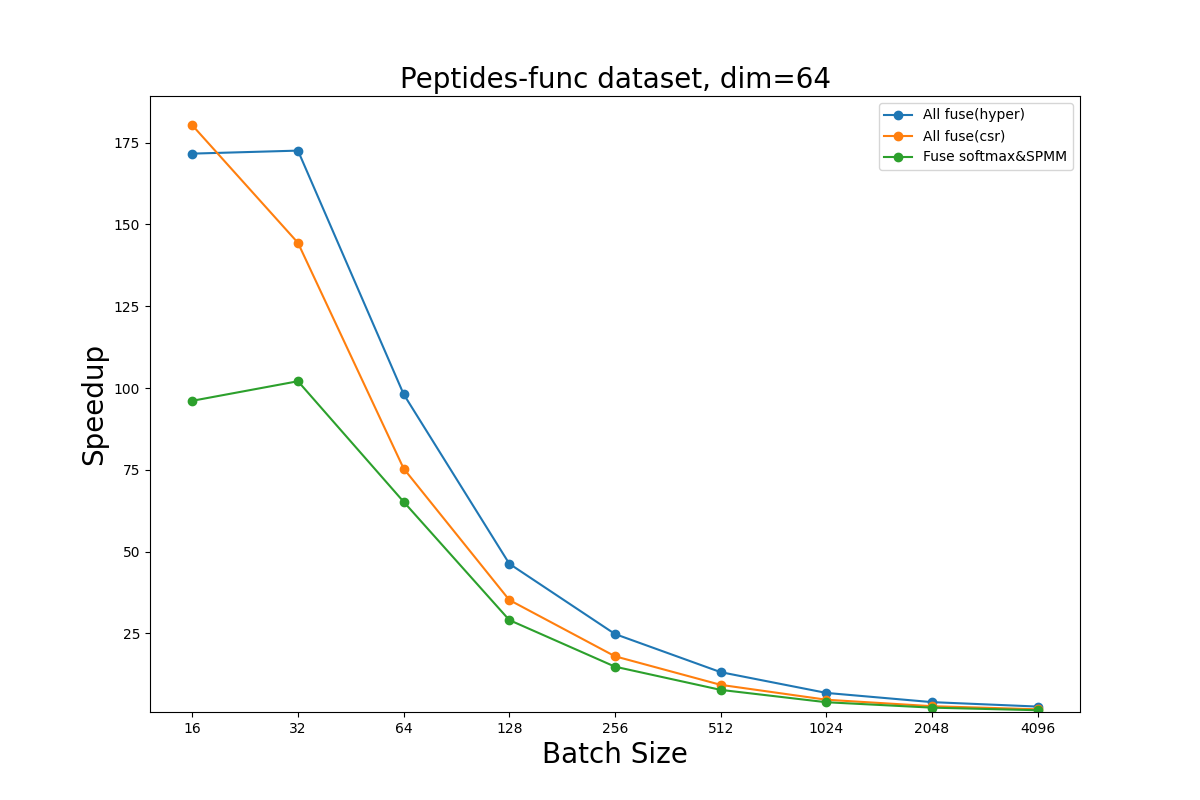 Peptides-func dataset, dim=64
All fuse(hyper)
All fuse(csr)
Fuse softmax&SPMM
Speedup
175
150
125
100
75
50
25
16 32 64 128 256 512 1024 2048 4096
Batch Size